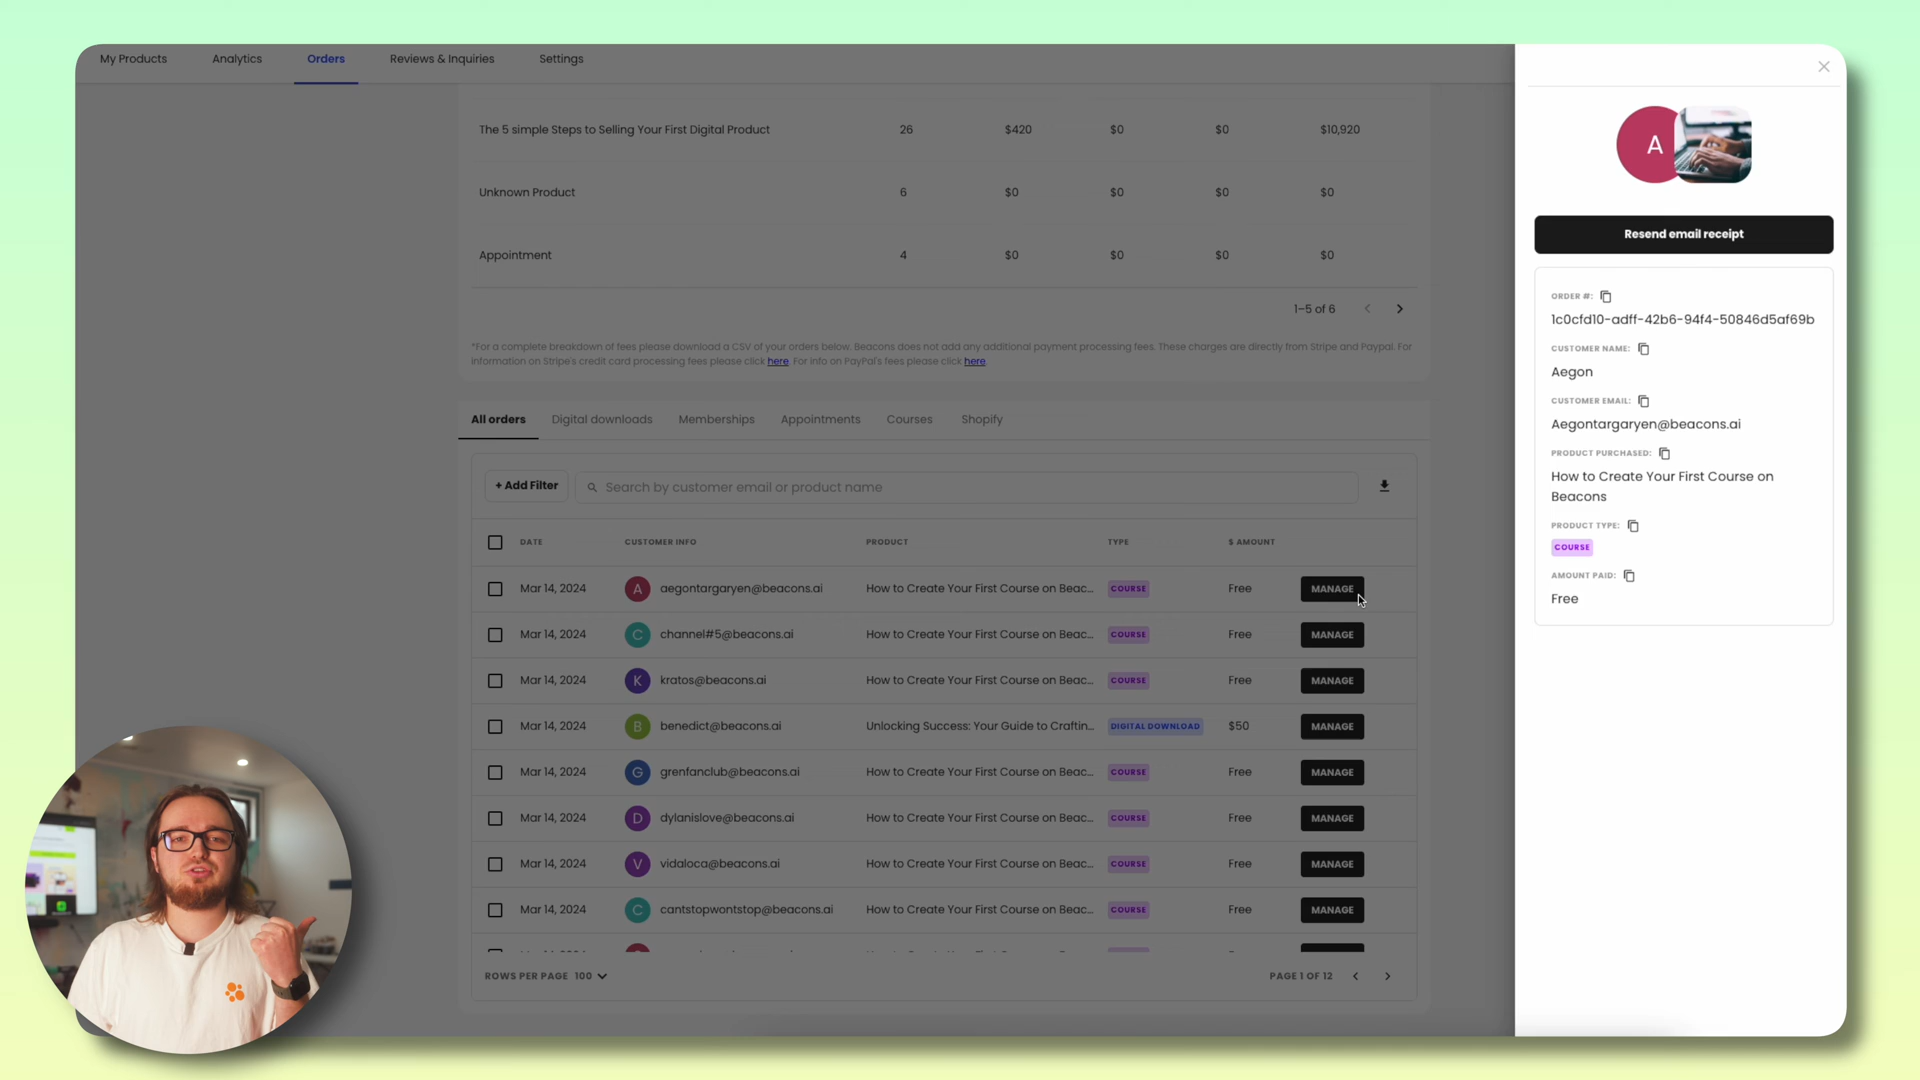 My Products Analytics Orders Reviews & Inquiries Settings
The 5 simple Steps to Selling Your First Digital Product 26 $420 $0 $0 $10,920
Unknown Product 6 $0 $0 $0 $0
Appointment 4 $0 $0 $0 $0
1–5 of 6
*For a complete breakdown of fees please download a CSV of your orders below. Beacons does not add any additional payment processing fees. These charges are directly from Stripe and Paypal. For
information on Stripe's credit card processing fees please click here. For info on PayPal's fees please click here.
All orders Digital downloads Memberships Appointments Courses Shopify
+ Add Filter Search by customer email or product name
DATE CUSTOMER INFO PRODUCT TYPE $ AMOUNT
Mar 14, 2024 A aegontargaryen@beacons.ai How to Create Your First Course on Beac... COURSE Free MANAGE
Mar 14, 2024 C channel#5@beacons.ai How to Create Your First Course on Beac... COURSE Free MANAGE
Mar 14, 2024 K kratos@beacons.ai How to Create Your First Course on Beac... COURSE Free MANAGE
Mar 14, 2024 B benedict@beacons.ai Unlocking Success: Your Guide to Craftin... DIGITAL DOWNLOAD $50 MANAGE
Mar 14, 2024 G grenfanclub@beacons.ai How to Create Your First Course on Beac... COURSE Free MANAGE
Mar 14, 2024 D dylanislove@beacons.ai How to Create Your First Course on Beac... COURSE Free MANAGE
Mar 14, 2024 V vidaloca@beacons.ai How to Create Your First Course on Beac... COURSE Free MANAGE
Mar 14, 2024 C cantstopwontstop@beacons.ai How to Create Your First Course on Beac... COURSE Free MANAGE
ROWS PER PAGE 100 PAGE 1 OF 12
A
Resend email receipt
ORDER #:
1c0cfd10-adff-42b6-94f4-50846d5af69b
CUSTOMER NAME:
Aegon
CUSTOMER EMAIL:
Aegontargaryen@beacons.ai
PRODUCT PURCHASED:
How to Create Your First Course on
Beacons
PRODUCT TYPE:
COURSE
AMOUNT PAID:
Free